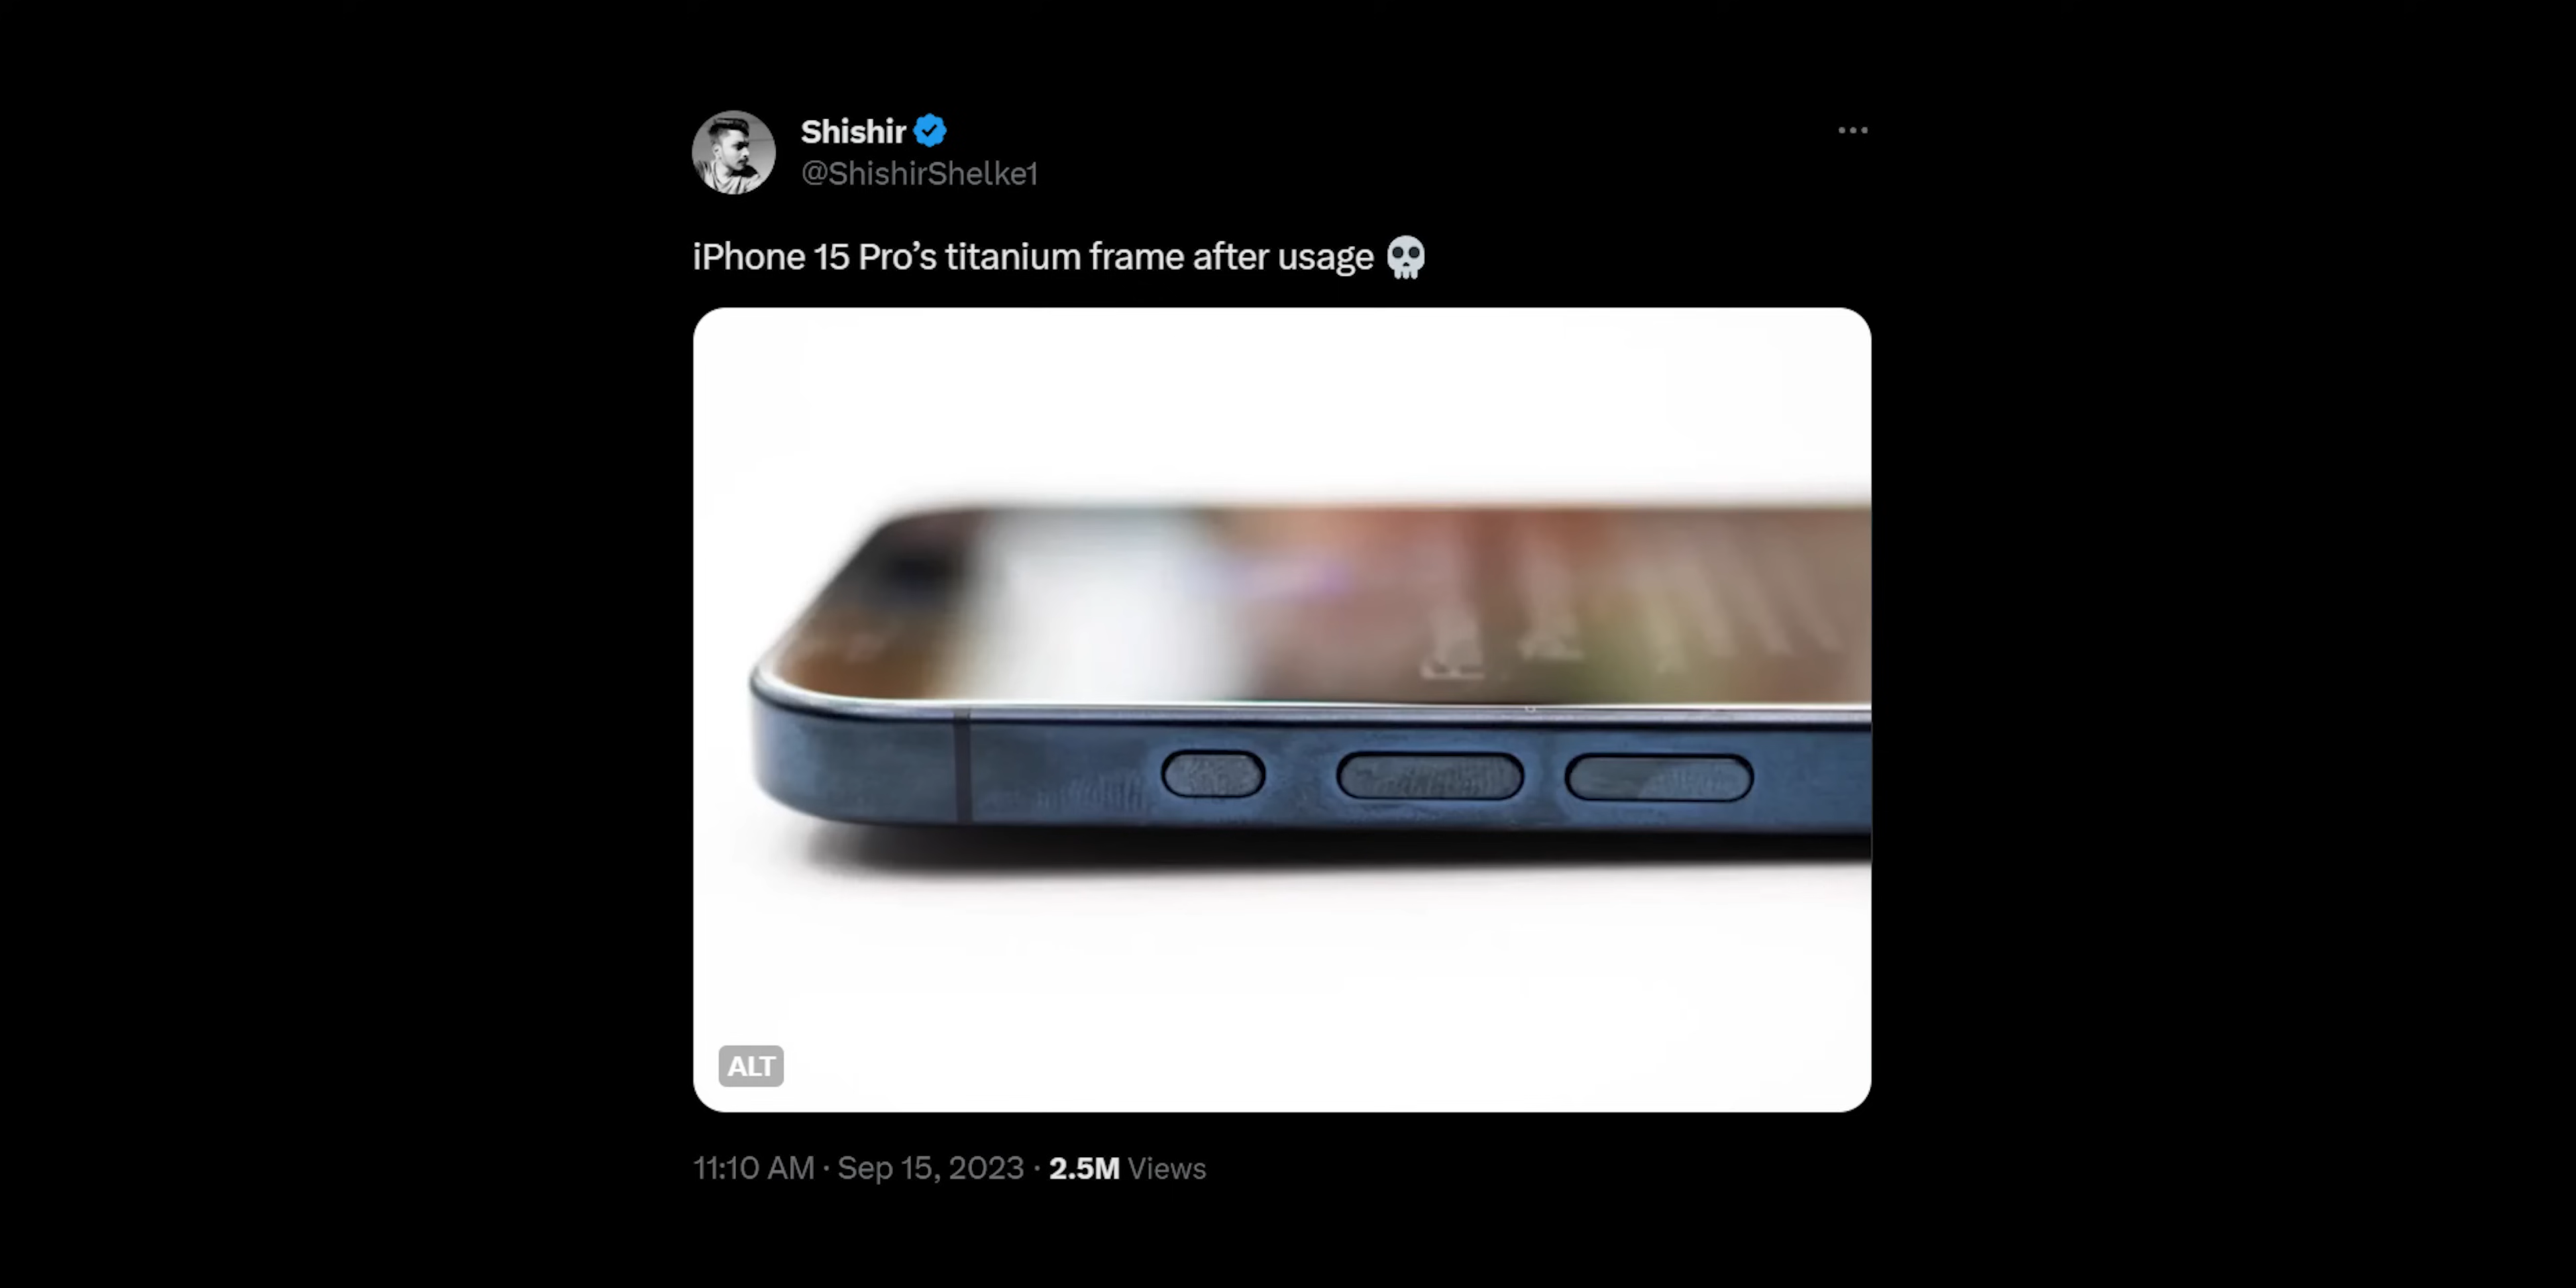 Shishir
@ShishirShelke1
iPhone 15 Pro’s titanium frame after usage 💀
ALT
11:10 AM · Sep 15, 2023 · 2.5M Views